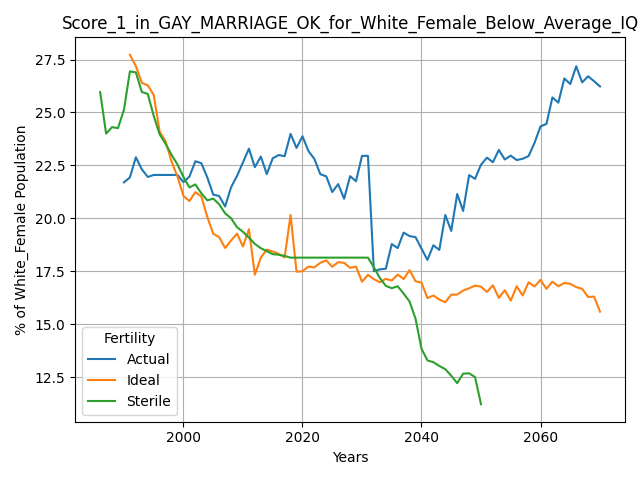 Score_1_in_GAY_MARRIAGE_OK_for_White_Female_Below_Average_IQ
% of White_Female Population
27.5
25.0
22.5
20.0
17.5
15.0
12.5
Fertility
Actual
Ideal
Sterile
2000 2020 2040 2060
Years